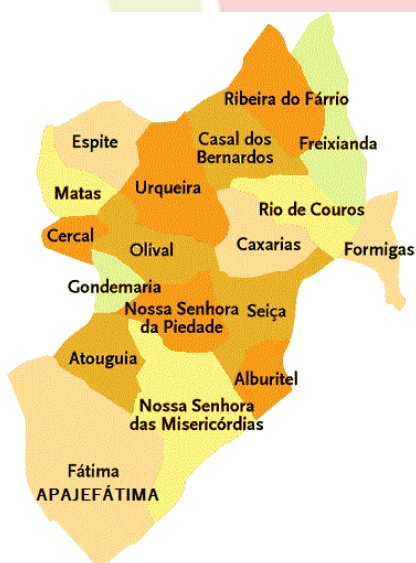 Ribeira do Fárrio
Espite
Casal dos
Bernardos
Freixianda
Matas
Urqueira
Rio de Couros
Cercal
Olival
Caxarias
Formigas
Gondemaria
Nossa Senhora
da Piedade
Seiça
Atouguia
Alburitel
Nossa Senhora
das Misericórdias
Fátima
APAJEFÁTIMA